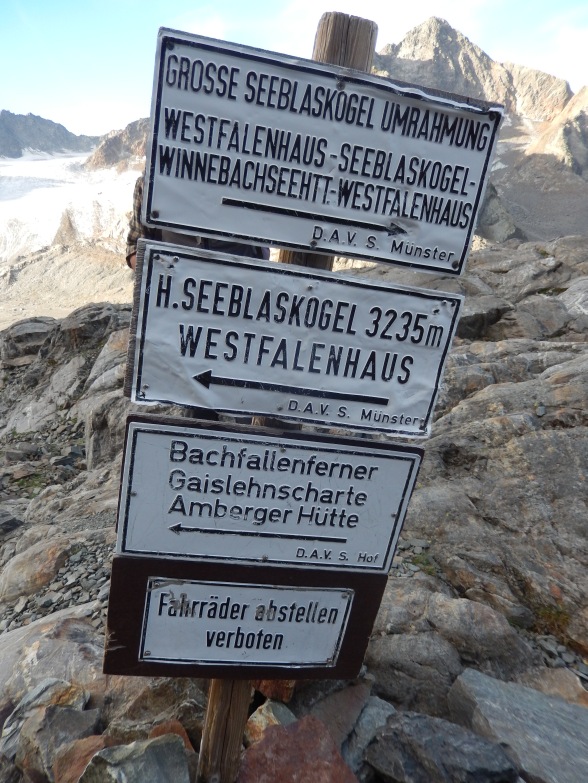 GROSSE SEEBLASKOGEL UMRAHMUNG
WESTFALENHAUS-SEEBLASKOGEL-
WINNEBACHSEEHTT.-WESTFALENHAUS
D.A.V. S. Münster
H.SEEBLASKOGEL 3235m
WESTFALENHAUS
D.A.V. S. Münster
Bachfallenferner
Gaislehnscharte
Amberger Hütte
D.A.V. S. Hof
Fahrräder abstellen
verboten